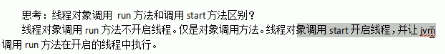 思考：线程对象调用 run 方法和调用 start 方法区别？
线程对象调用 run 方法不开启线程。仅是对象调用方法。线程对象调用 start 开启线程，并让 jvm
调用 run 方法在开启的线程中执行。